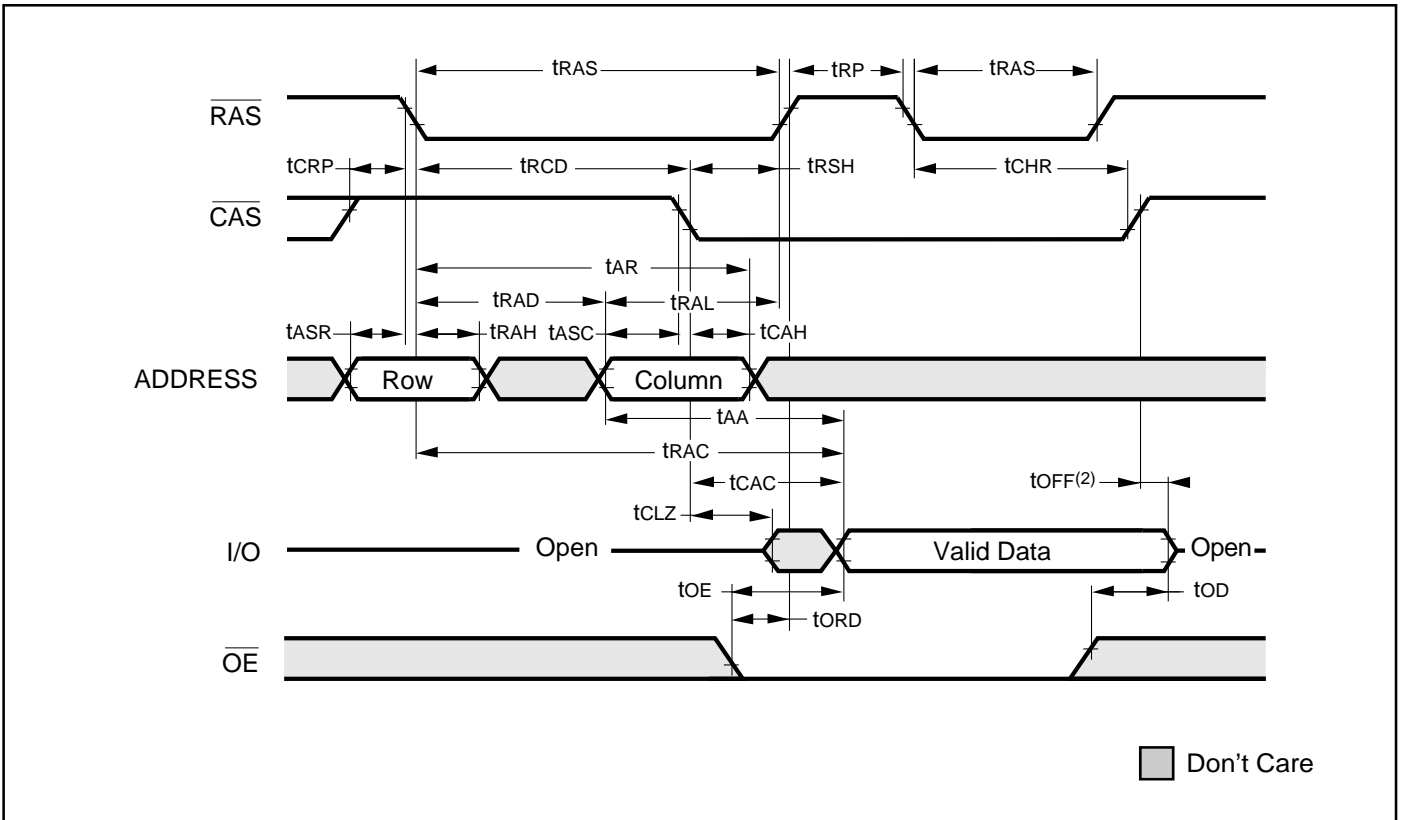 tRAS
tRP
tRAS
RAS
tCRP
tRCD
tRSH
tCHR
CAS
tAR
tRAD
tRAL
tASR
tRAH
tASC
tCAH
ADDRESS
Row
Column
tAA
tRAC
tCAC
tOFF(2)
tCLZ
I/O
Open
Valid Data
Open
tOE
tOD
tORD
OE
Don't Care